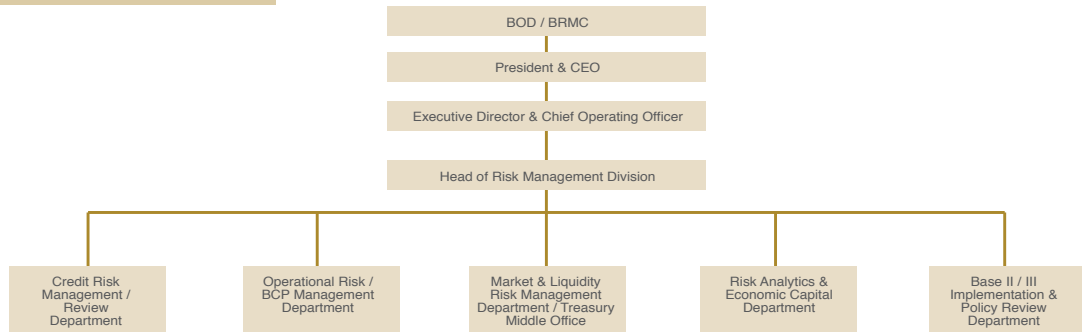 BOD / BRMC
President & CEO
Executive Director & Chief Operating Officer
Head of Risk Management Division
Credit Risk
Management /
Review
Department
Operational Risk /
BCP Management
Department
Market & Liquidity
Risk Management
Department / Treasury
Middle Office
Risk Analytics &
Economic Capital
Department
Base II / III
Implementation &
Policy Review
Department